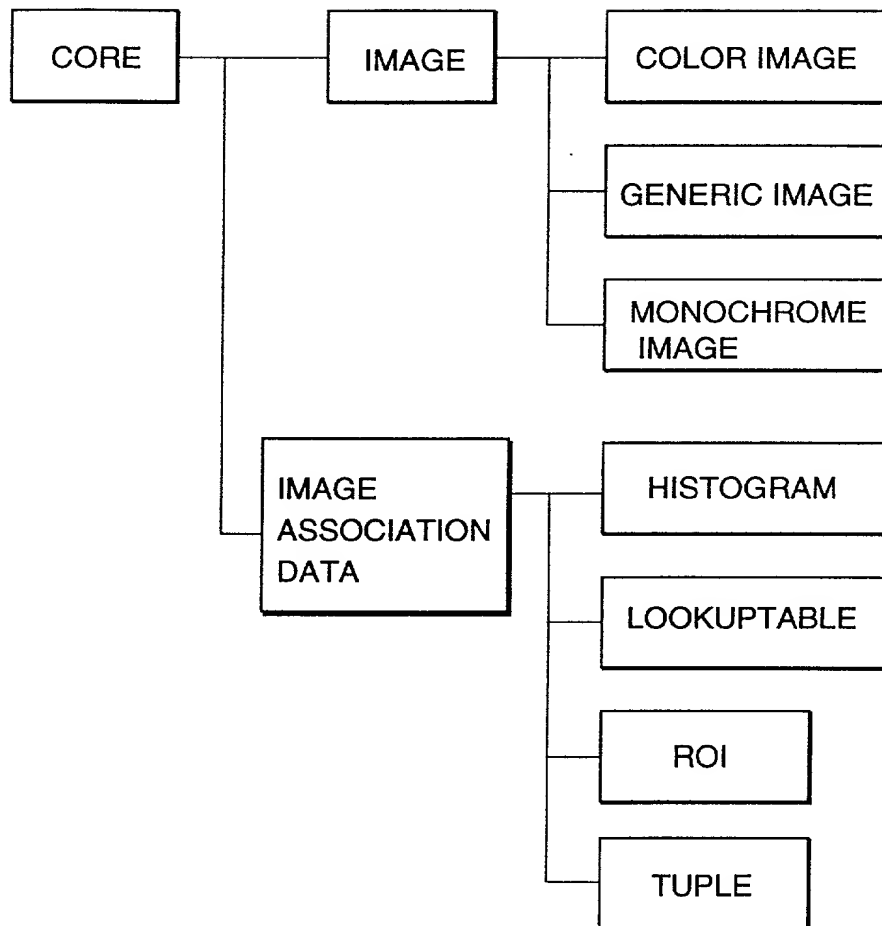 CORE
IMAGE
COLOR IMAGE
GENERIC IMAGE
MONOCHROME
IMAGE
IMAGE
ASSOCIATION
DATA
HISTOGRAM
LOOKUPTABLE
ROI
TUPLE